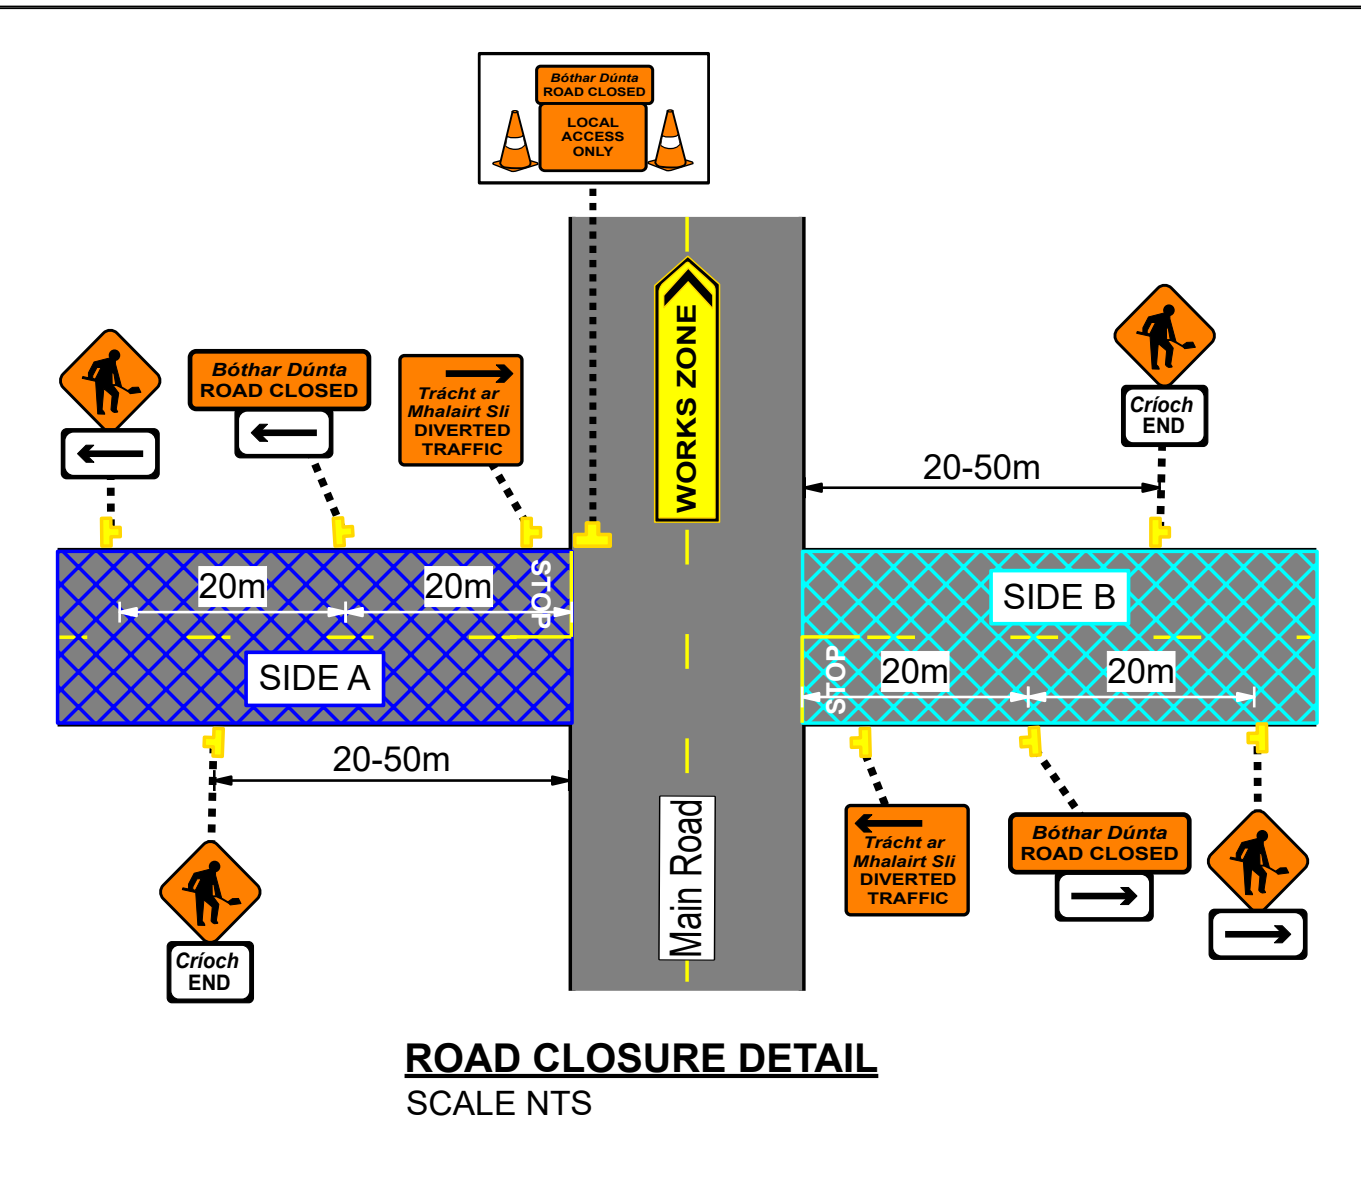 Bóthar Dúnta
ROAD CLOSED
LOCAL
ACCESS
ONLY
Bóthar Dúnta
ROAD CLOSED
Trácht ar
Mhalairt Sli
DIVERTED
TRAFFIC
WORKS ZONE
Críoch
END
20-50m
20m
20m
STOP
SIDE A
SIDE B
STOP
20m
20m
20-50m
Main Road
Críoch
END
Trácht ar
Mhalairt Sli
DIVERTED
TRAFFIC
Bóthar Dúnta
ROAD CLOSED
ROAD CLOSURE DETAIL
SCALE NTS